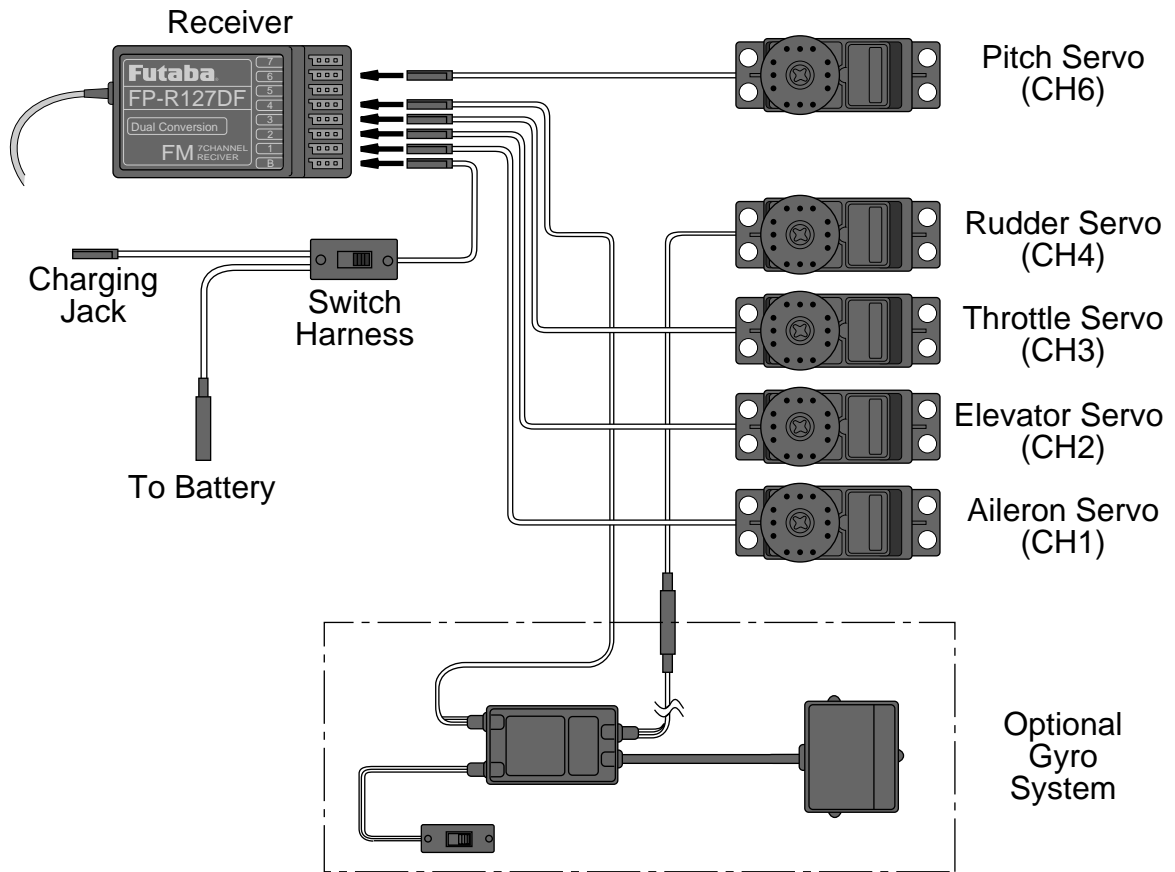 Receiver
Futaba
FP-R127DF
Dual Conversion
FM 7CHANNEL
RECIVER
7
6
5
4
3
2
1
B
Pitch Servo
(CH6)
Rudder Servo
(CH4)
Throttle Servo
(CH3)
Elevator Servo
(CH2)
Aileron Servo
(CH1)
Charging
Jack
Switch
Harness
To Battery
Optional
Gyro
System